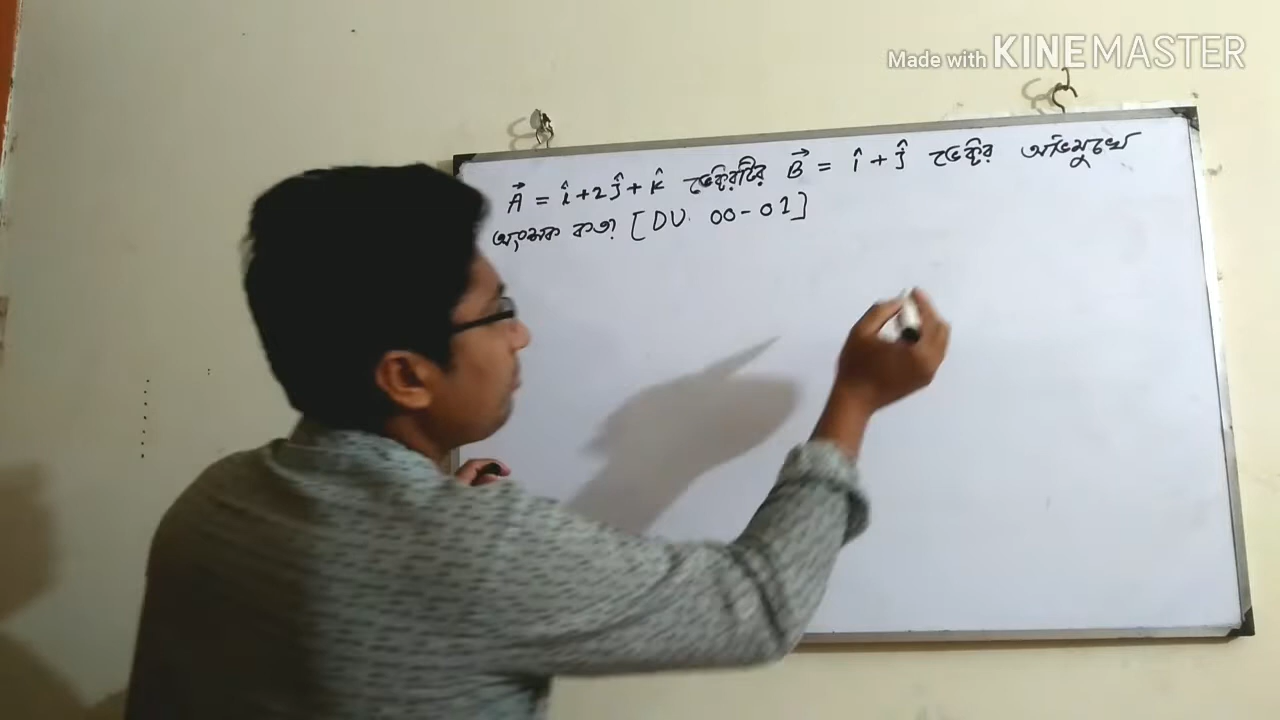 Made with KINEMASTER
A⃗ = î + 2ĵ + k̂ ভেক্টরটির B⃗ = î + ĵ ভেক্টর অভিমুখে
অংশক কত? [DU. 00-01]